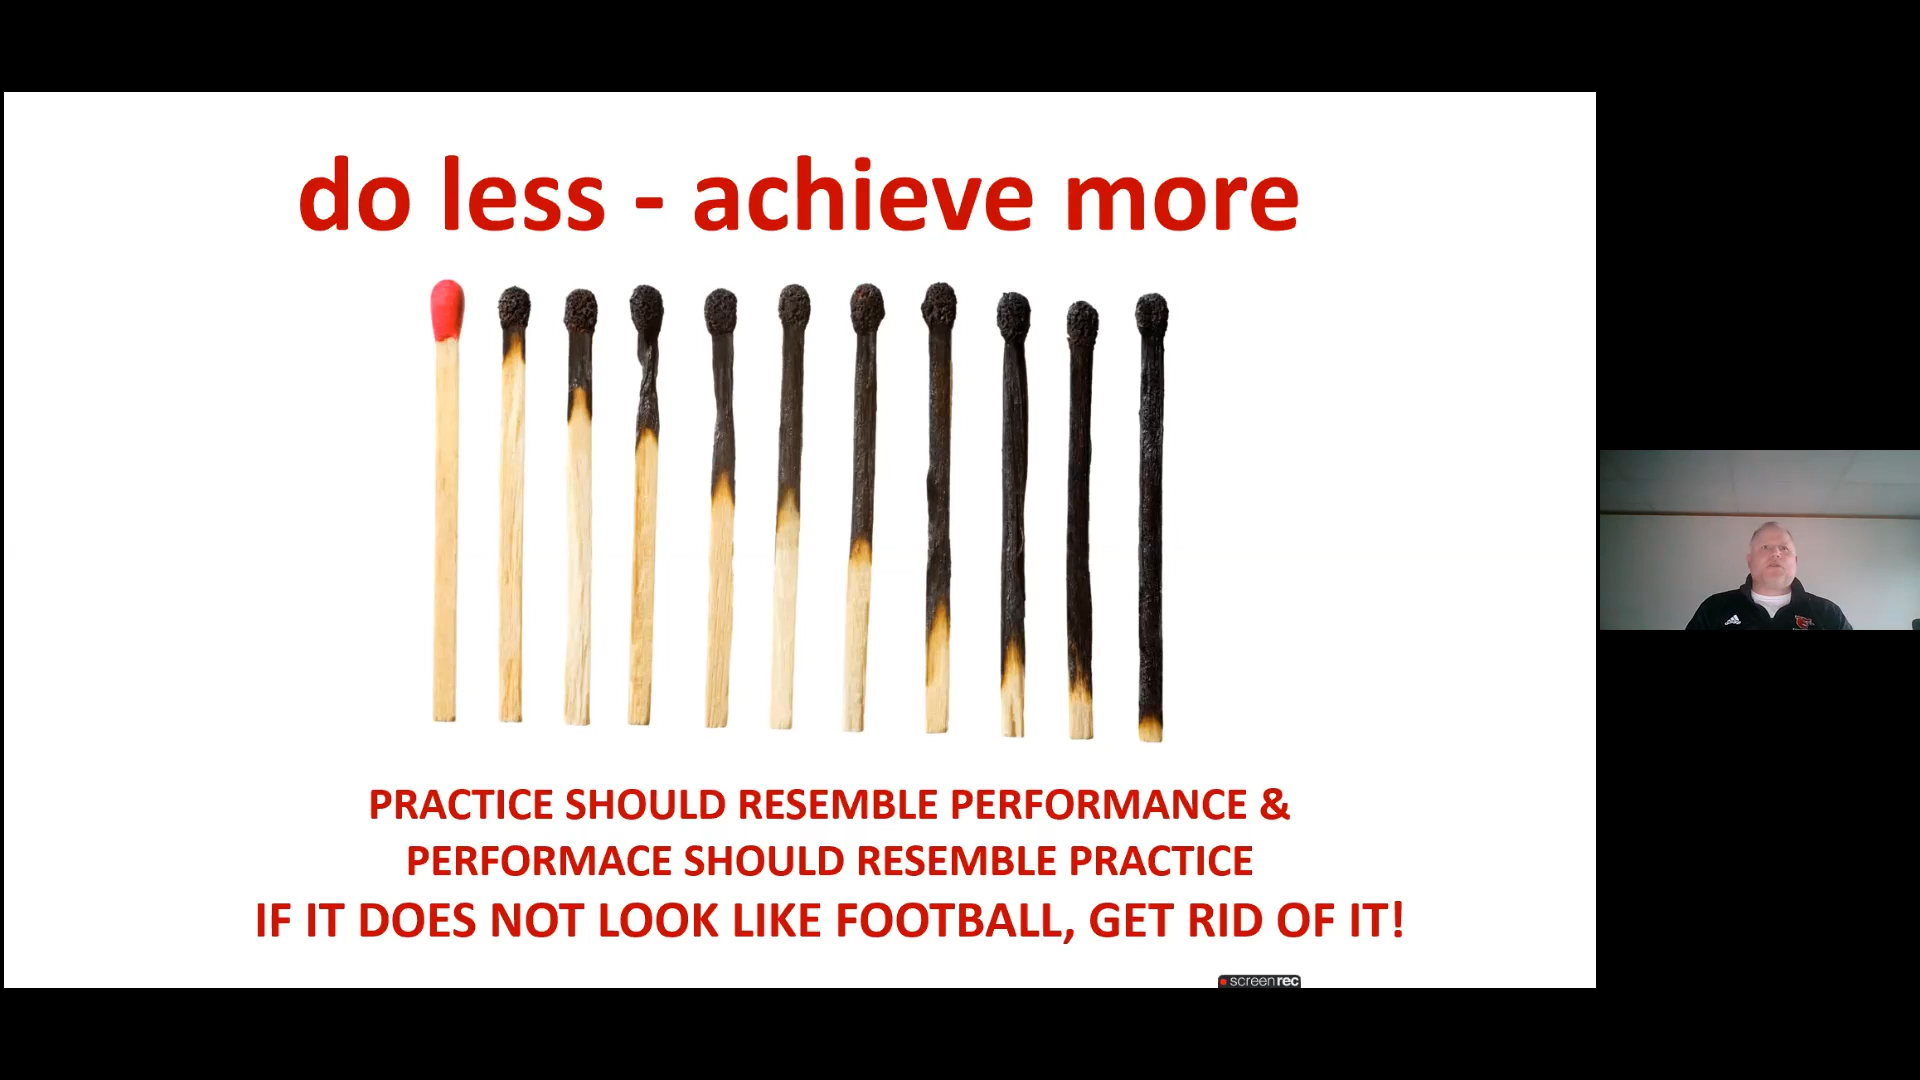 do less - achieve more
PRACTICE SHOULD RESEMBLE PERFORMANCE &
PERFORMACE SHOULD RESEMBLE PRACTICE
IF IT DOES NOT LOOK LIKE FOOTBALL, GET RID OF IT!
screenrec